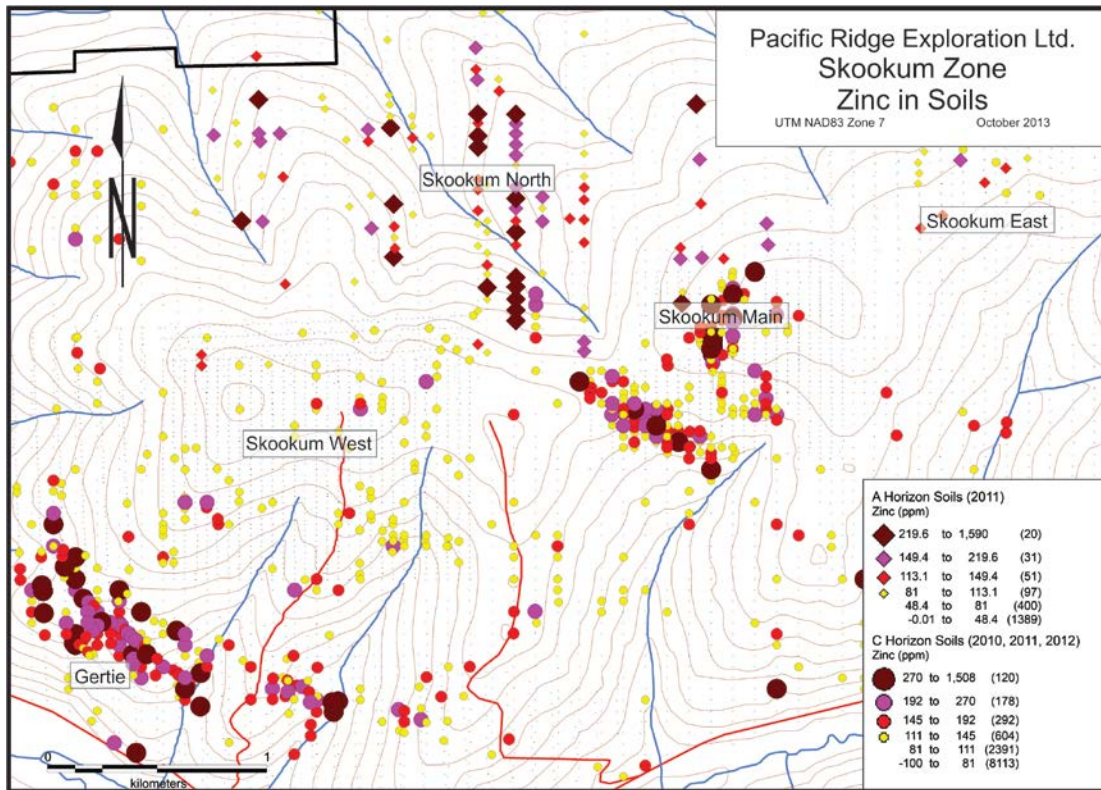 Pacific Ridge Exploration Ltd.
Skookum Zone
Zinc in Soils
UTM NAD83 Zone 7 October 2013
N
Skookum North
Skookum East
Skookum Main
Skookum West
Gertie
0 1
kilometers
A Horizon Soils (2011)
Zinc (ppm)
219.6 to 1,590 (20)
149.4 to 219.6 (31)
113.1 to 149.4 (51)
81 to 113.1 (97)
48.4 to 81 (400)
-0.01 to 48.4 (1389)
C Horizon Soils (2010, 2011, 2012)
Zinc (ppm)
270 to 1,508 (120)
192 to 270 (178)
145 to 192 (292)
111 to 145 (604)
81 to 111 (2391)
-100 to 81 (8113)